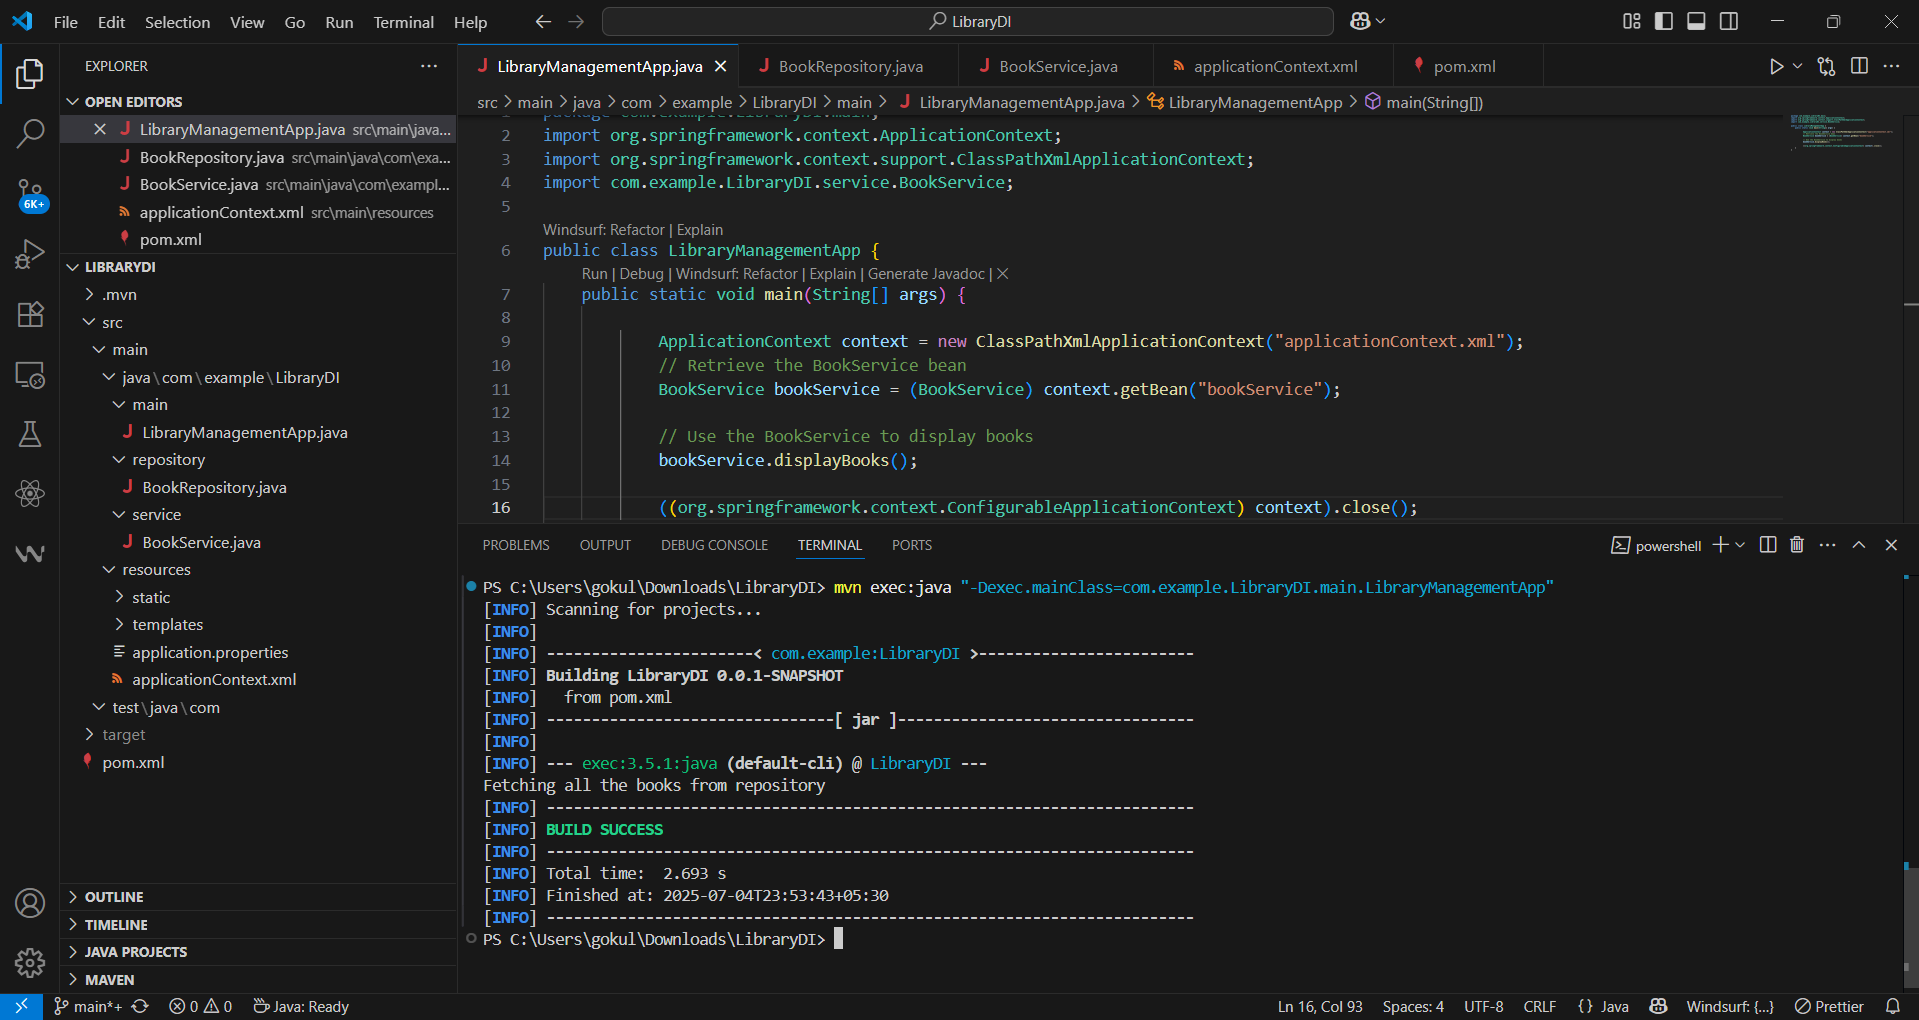 File Edit Selection View Go Run Terminal Help
LibraryDI
EXPLORER
OPEN EDITORS
LibraryManagementApp.java src\main\java...
BookRepository.java src\main\java\com\exa...
BookService.java src\main\java\com\exampl...
applicationContext.xml src\main\resources
pom.xml
LIBRARYDI
.mvn
src
main
java\com\example\LibraryDI
main
LibraryManagementApp.java
repository
BookRepository.java
service
BookService.java
resources
static
templates
application.properties
applicationContext.xml
test\java\com
target
pom.xml
OUTLINE
TIMELINE
JAVA PROJECTS
MAVEN
6K+
LibraryManagementApp.java BookRepository.java BookService.java applicationContext.xml pom.xml
src > main > java > com > example > LibraryDI > main > LibraryManagementApp.java > LibraryManagementApp > main(String[])
1 package com.example.LibraryDI.main;
2 import org.springframework.context.ApplicationContext;
3 import org.springframework.context.support.ClassPathXmlApplicationContext;
4 import com.example.LibraryDI.service.BookService;
5
Windsurf: Refactor | Explain
6 public class LibraryManagementApp {
Run | Debug | Windsurf: Refactor | Explain | Generate Javadoc | X
7 public static void main(String[] args) {
8
9 ApplicationContext context = new ClassPathXmlApplicationContext("applicationContext.xml");
10 // Retrieve the BookService bean
11 BookService bookService = (BookService) context.getBean("bookService");
12
13 // Use the BookService to display books
14 bookService.displayBooks();
15
16 ((org.springframework.context.ConfigurableApplicationContext) context).close();
PROBLEMS OUTPUT DEBUG CONSOLE TERMINAL PORTS
powershell
PS C:\Users\gokul\Downloads\LibraryDI> mvn exec:java "-Dexec.mainClass=com.example.LibraryDI.main.LibraryManagementApp"
[INFO] Scanning for projects...
[INFO]
[INFO] -----------------------< com.example:LibraryDI >------------------------
[INFO] Building LibraryDI 0.0.1-SNAPSHOT
[INFO]   from pom.xml
[INFO] --------------------------------[ jar ]---------------------------------
[INFO]
[INFO] --- exec:3.5.1:java (default-cli) @ LibraryDI ---
Fetching all the books from repository
[INFO] ------------------------------------------------------------------------
[INFO] BUILD SUCCESS
[INFO] ------------------------------------------------------------------------
[INFO] Total time:  2.693 s
[INFO] Finished at: 2025-07-04T23:53:43+05:30
[INFO] ------------------------------------------------------------------------
PS C:\Users\gokul\Downloads\LibraryDI>
main*+ 0 0 Java: Ready Ln 16, Col 93 Spaces: 4 UTF-8 CRLF {} Java Windsurf: {...} Prettier